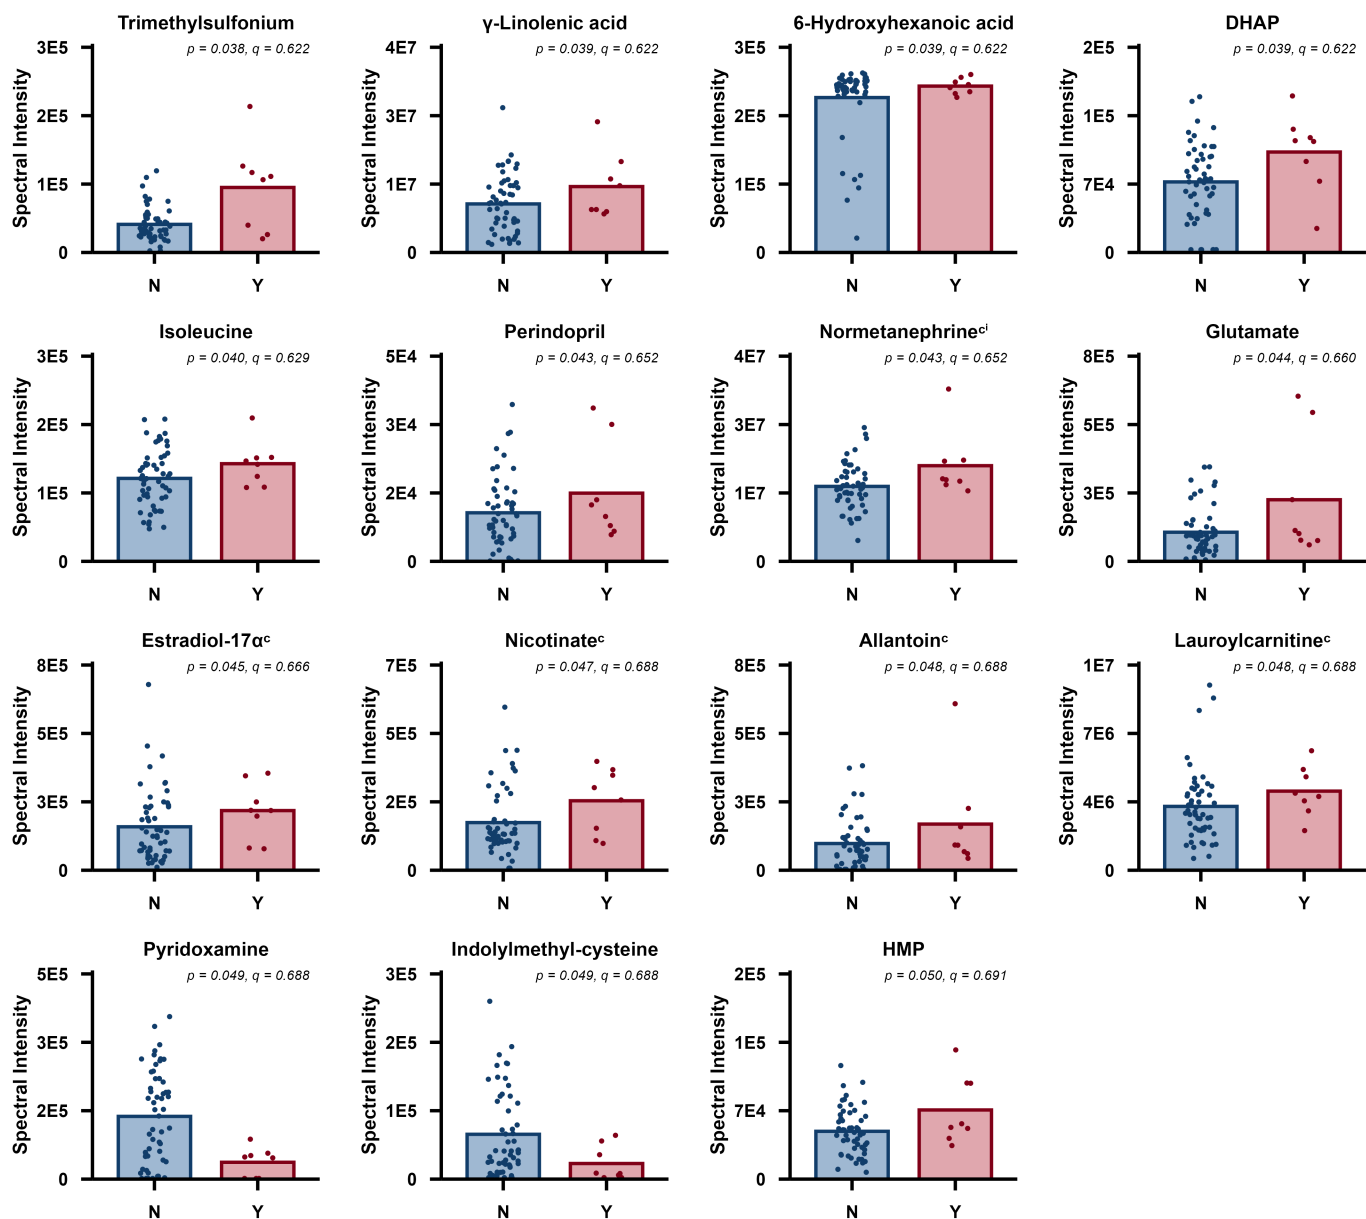 Trimethylsulfonium
p = 0.038, q = 0.622
Spectral Intensity
3E5
2E5
1E5
0
N Y
γ-Linolenic acid
p = 0.039, q = 0.622
Spectral Intensity
4E7
3E7
1E7
0
N Y
6-Hydroxyhexanoic acid
p = 0.039, q = 0.622
Spectral Intensity
3E5
2E5
1E5
0
N Y
DHAP
p = 0.039, q = 0.622
Spectral Intensity
2E5
1E5
7E4
0
N Y
Isoleucine
p = 0.040, q = 0.629
Spectral Intensity
3E5
2E5
1E5
0
N Y
Perindopril
p = 0.043, q = 0.652
Spectral Intensity
5E4
3E4
2E4
0
N Y
Normetanephrineᶜⁱ
p = 0.043, q = 0.652
Spectral Intensity
4E7
3E7
1E7
0
N Y
Glutamate
p = 0.044, q = 0.660
Spectral Intensity
8E5
5E5
3E5
0
N Y
Estradiol-17αᶜ
p = 0.045, q = 0.666
Spectral Intensity
8E5
5E5
3E5
0
N Y
Nicotinateᶜ
p = 0.047, q = 0.688
Spectral Intensity
7E5
5E5
2E5
0
N Y
Allantoinᶜ
p = 0.048, q = 0.688
Spectral Intensity
8E5
5E5
3E5
0
N Y
Lauroylcarnitineᶜ
p = 0.048, q = 0.688
Spectral Intensity
1E7
7E6
4E6
0
N Y
Pyridoxamine
p = 0.049, q = 0.688
Spectral Intensity
5E5
3E5
2E5
0
N Y
Indolylmethyl-cysteine
p = 0.049, q = 0.688
Spectral Intensity
3E5
2E5
1E5
0
N Y
HMP
p = 0.050, q = 0.691
Spectral Intensity
2E5
1E5
7E4
0
N Y